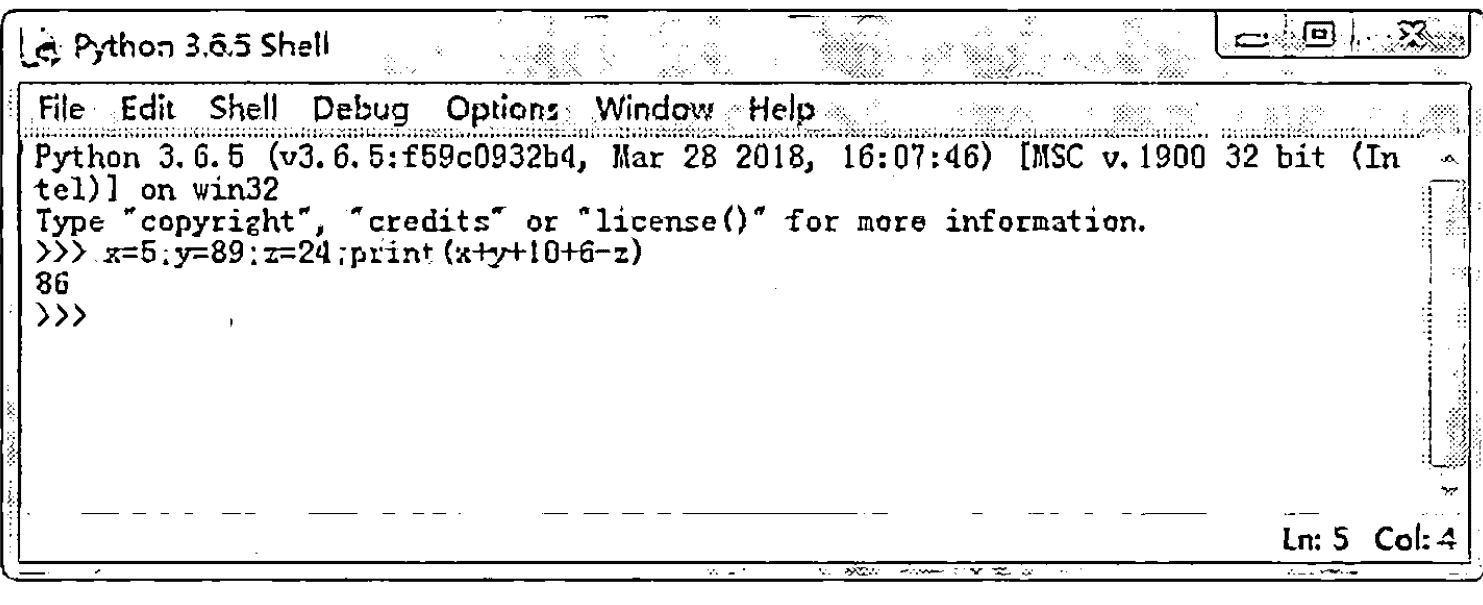 Python 3.6.5 Shell
File Edit Shell Debug Options Window Help
Python 3.6.5 (v3.6.5:f59c0932b4, Mar 28 2018, 16:07:46) [MSC v.1900 32 bit (In
tel)] on win32
Type "copyright", "credits" or "license()" for more information.
>>> x=5;y=89;z=24;print(x+y+10+6-z)
86
>>>
Ln: 5 Col: 4